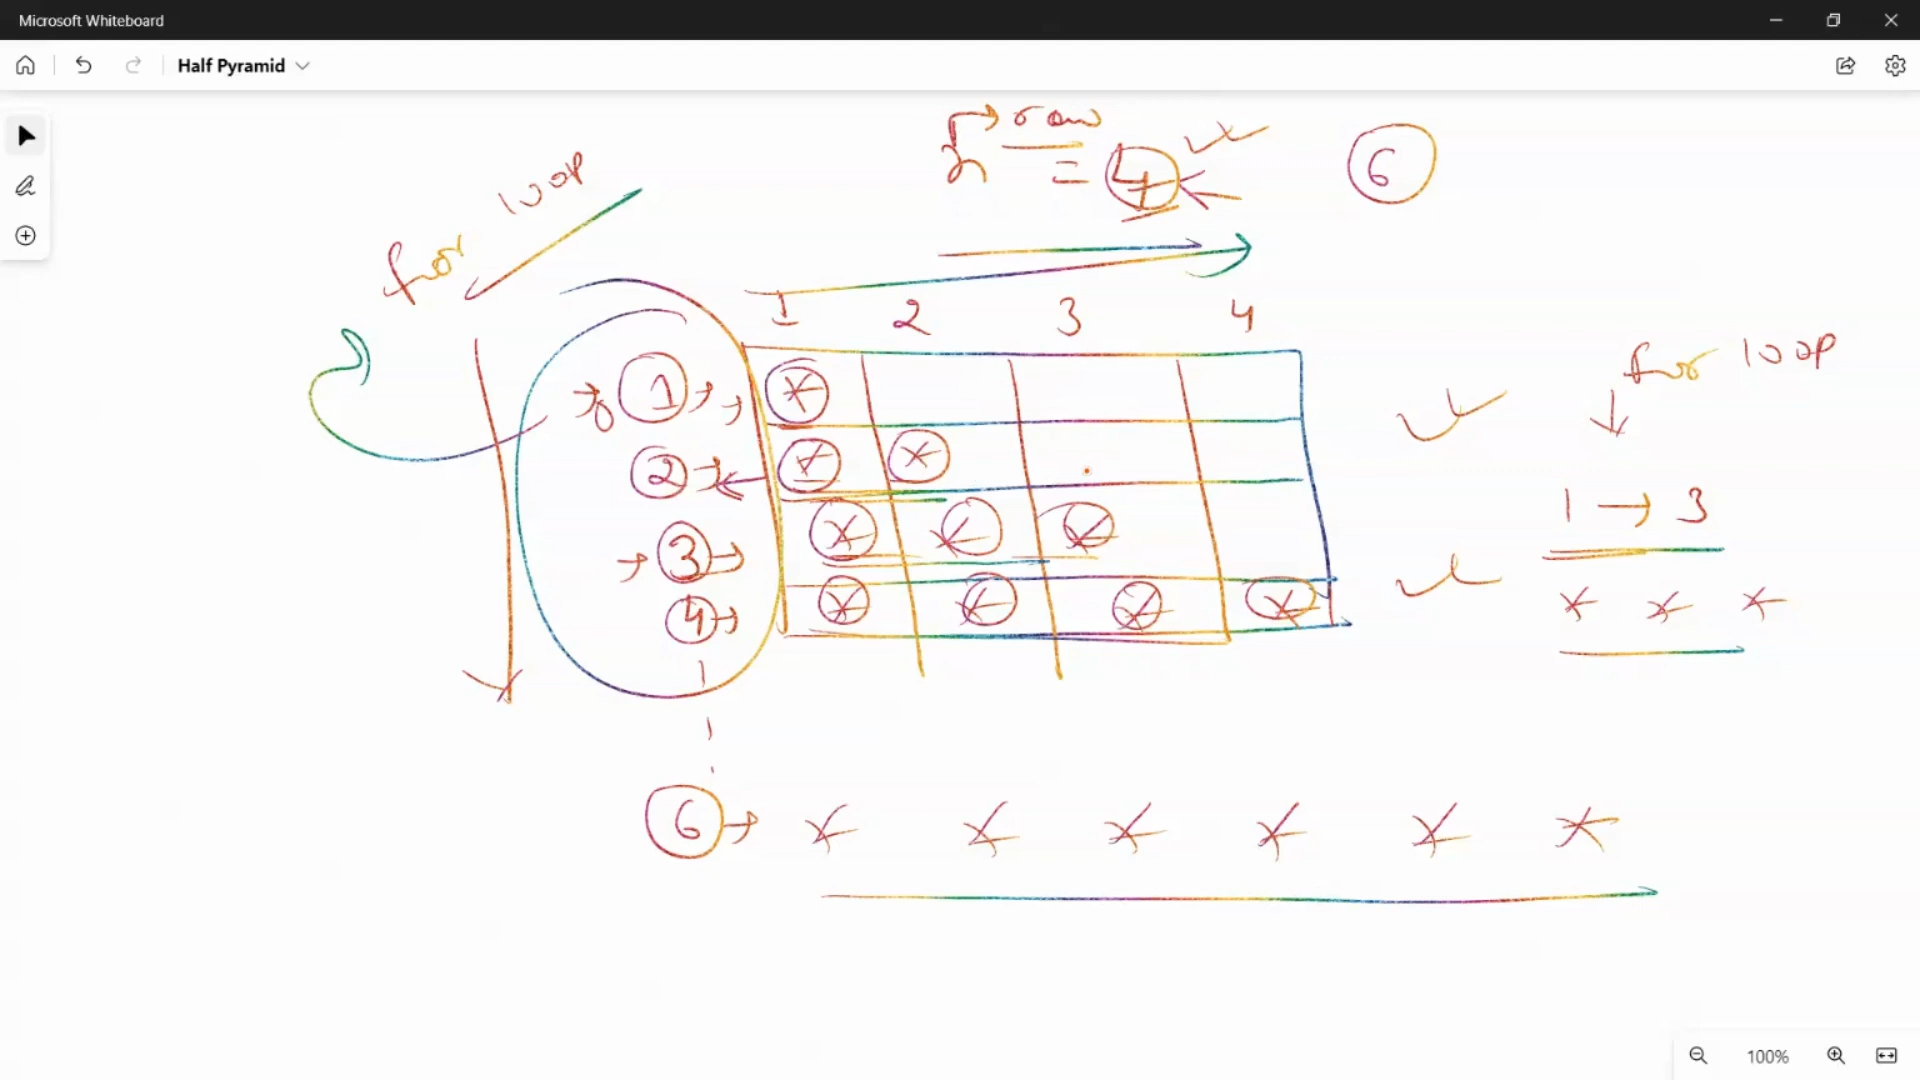 Microsoft Whiteboard
Half Pyramid
row
n = 4
6
for loop
1 2 3 4
1 *
2 * *
3 * * *
4 * * * *
6 * * * * * *
for loop
1 → 3
* * *
100%